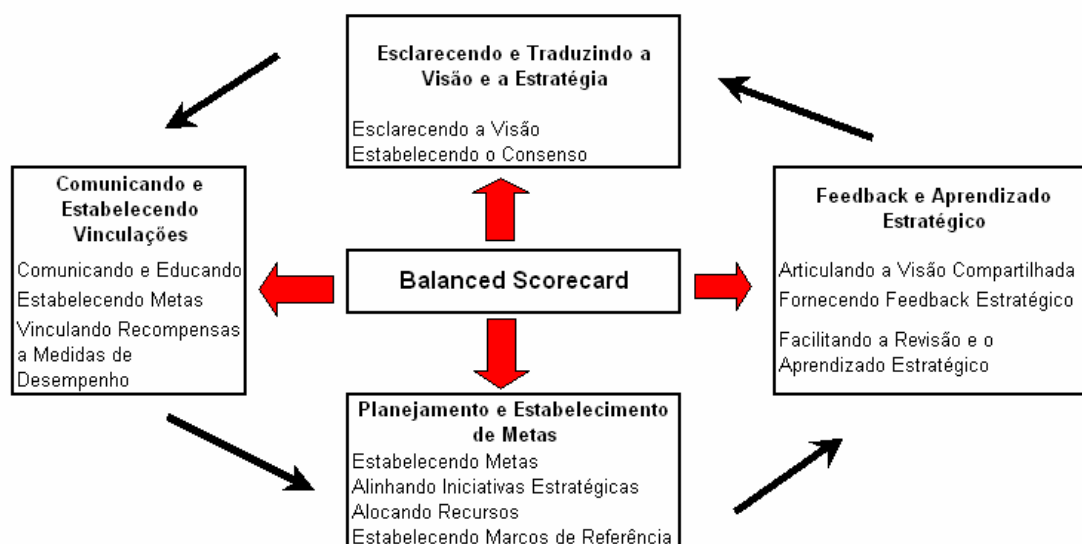 Esclarecendo e Traduzindo a
Visão e a Estratégia
Esclarecendo a Visão
Estabelecendo o Consenso
Comunicando e
Estabelecendo
Vinculações
Comunicando e Educando
Estabelecendo Metas
Vinculando Recompensas
a Medidas de
Desempenho
Balanced Scorecard
Feedback e Aprendizado
Estratégico
Articulando a Visão Compartilhada
Fornecendo Feedback Estratégico
Facilitando a Revisão e o
Aprendizado Estratégico
Planejamento e Estabelecimento
de Metas
Estabelecendo Metas
Alinhando Iniciativas Estratégicas
Alocando Recursos
Estabelecendo Marcos de Referência